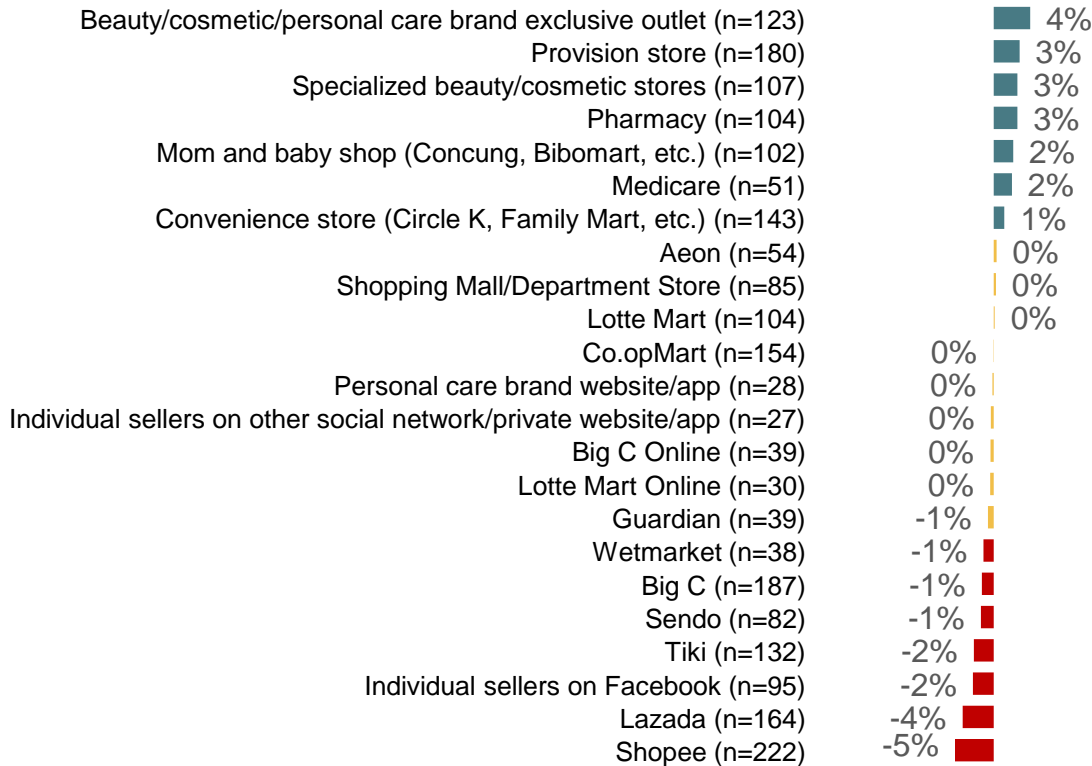 Beauty/cosmetic/personal care brand exclusive outlet (n=123) 4%
Provision store (n=180) 3%
Specialized beauty/cosmetic stores (n=107) 3%
Pharmacy (n=104) 3%
Mom and baby shop (Concung, Bibomart, etc.) (n=102) 2%
Medicare (n=51) 2%
Convenience store (Circle K, Family Mart, etc.) (n=143) 1%
Aeon (n=54) 0%
Shopping Mall/Department Store (n=85) 0%
Lotte Mart (n=104) 0%
Co.opMart (n=154) 0%
Personal care brand website/app (n=28) 0%
Individual sellers on other social network/private website/app (n=27) 0%
Big C Online (n=39) 0%
Lotte Mart Online (n=30) 0%
Guardian (n=39) -1%
Wetmarket (n=38) -1%
Big C (n=187) -1%
Sendo (n=82) -1%
Tiki (n=132) -2%
Individual sellers on Facebook (n=95) -2%
Lazada (n=164) -4%
Shopee (n=222) -5%